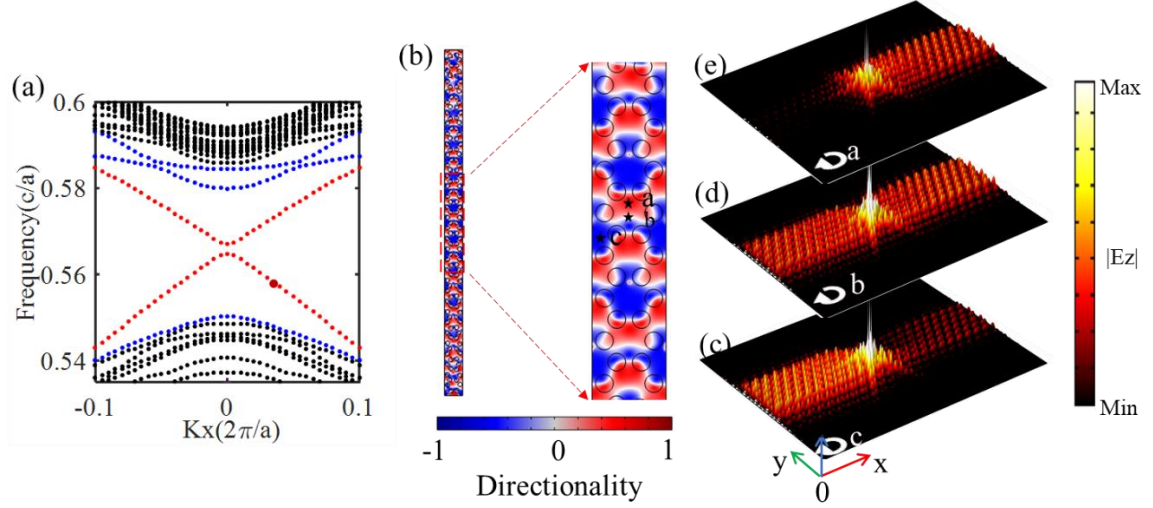 (a)
0.6
0.58
0.56
0.54
Frequency(c/a)
-0.1
0
0.1
Kx(2π/a)
(b)
a
b
c
-1
0
1
Directionality
(e)
a
(d)
b
(c)
c
y
x
0
Max
|Ez|
Min